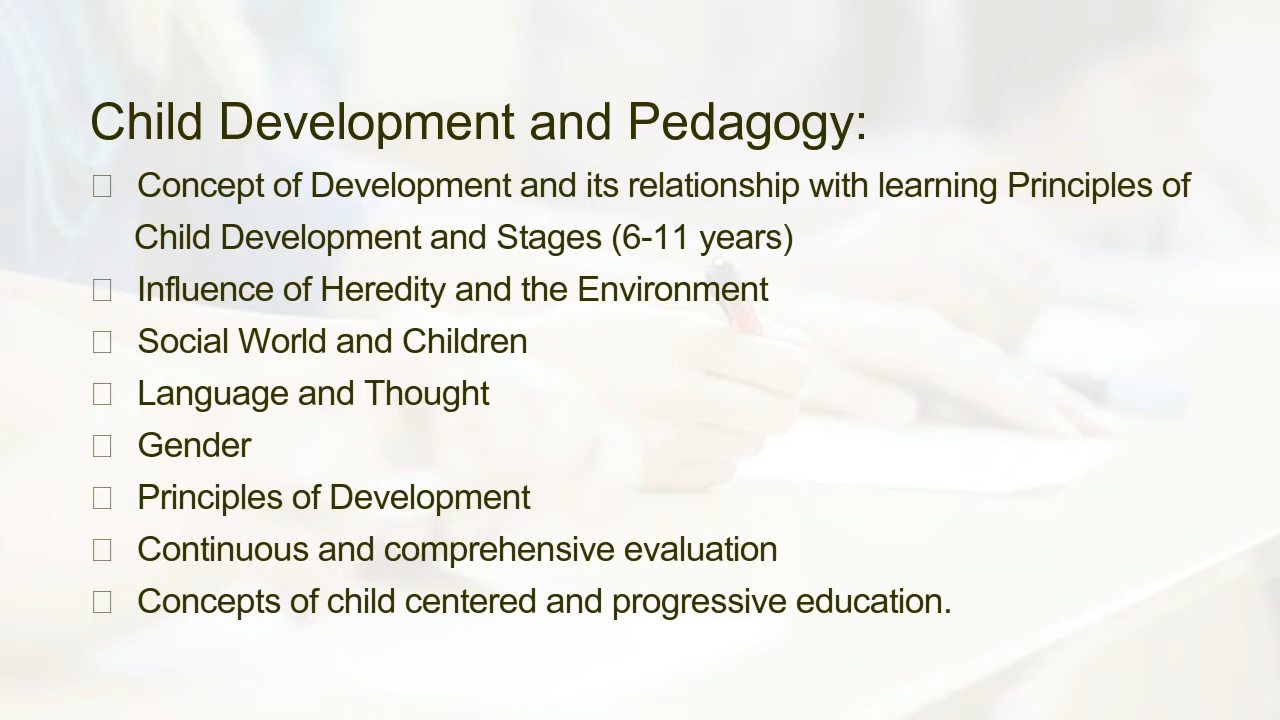 Child Development and Pedagogy:
□ Concept of Development and its relationship with learning Principles of
Child Development and Stages (6-11 years)
□ Influence of Heredity and the Environment
□ Social World and Children
□ Language and Thought
□ Gender
□ Principles of Development
□ Continuous and comprehensive evaluation
□ Concepts of child centered and progressive education.